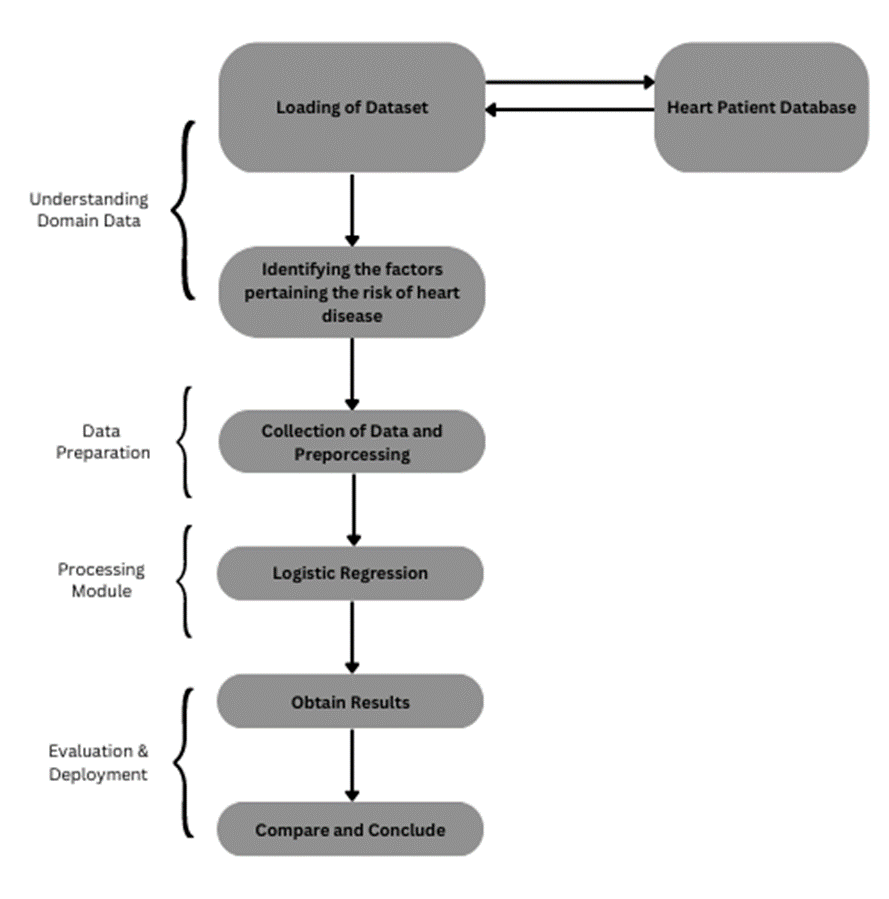 Loading of Dataset
Heart Patient Database
Understanding
Domain Data
Identifying the factors
pertaining the risk of heart
disease
Data
Preparation
Collection of Data and
Preporcessing
Processing
Module
Logistic Regression
Obtain Results
Evaluation &
Deployment
Compare and Conclude